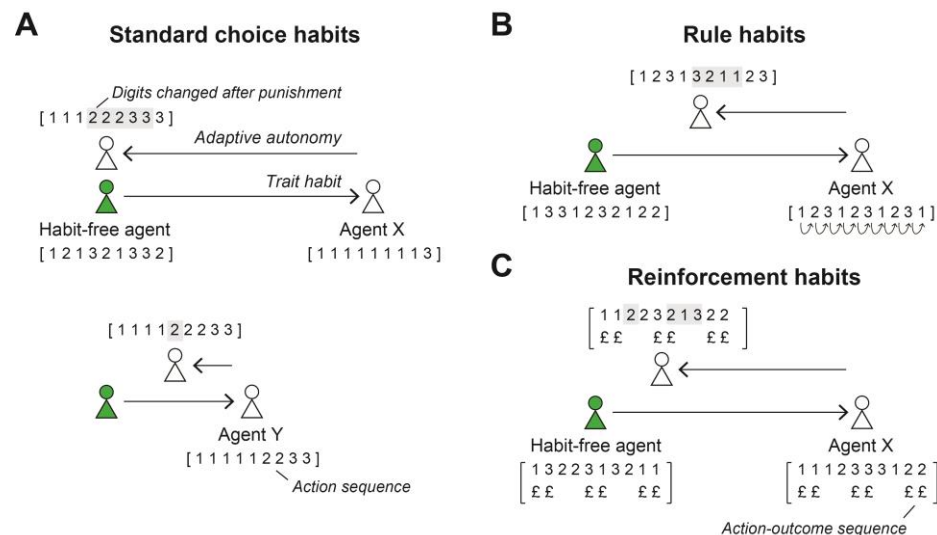 A
Standard choice habits
Digits changed after punishment
[ 1 1 1 2 2 2 3 3 3 ]
Adaptive autonomy
Trait habit
Habit-free agent
Agent X
[ 1 2 1 3 2 1 3 3 2 ]
[ 1 1 1 1 1 1 1 1 3 ]
[ 1 1 1 1 2 2 2 3 3 ]
Agent Y
[ 1 1 1 1 1 2 2 3 3 ]
Action sequence
B
Rule habits
[ 1 2 3 1 3 2 1 1 2 3 ]
Habit-free agent
Agent X
[ 1 3 3 1 2 3 2 1 2 2 ]
[ 1 2 3 1 2 3 1 2 3 1 ]
C
Reinforcement habits
[ 1 1 2 2 3 2 1 3 2 2 ]
£ £ £ £ £ £
Habit-free agent
Agent X
[ 1 3 2 2 3 1 3 2 1 1 ]
£ £ £ £ £ £
[ 1 1 1 2 3 3 3 1 2 2 ]
£ £ £ £ £ £
Action-outcome sequence